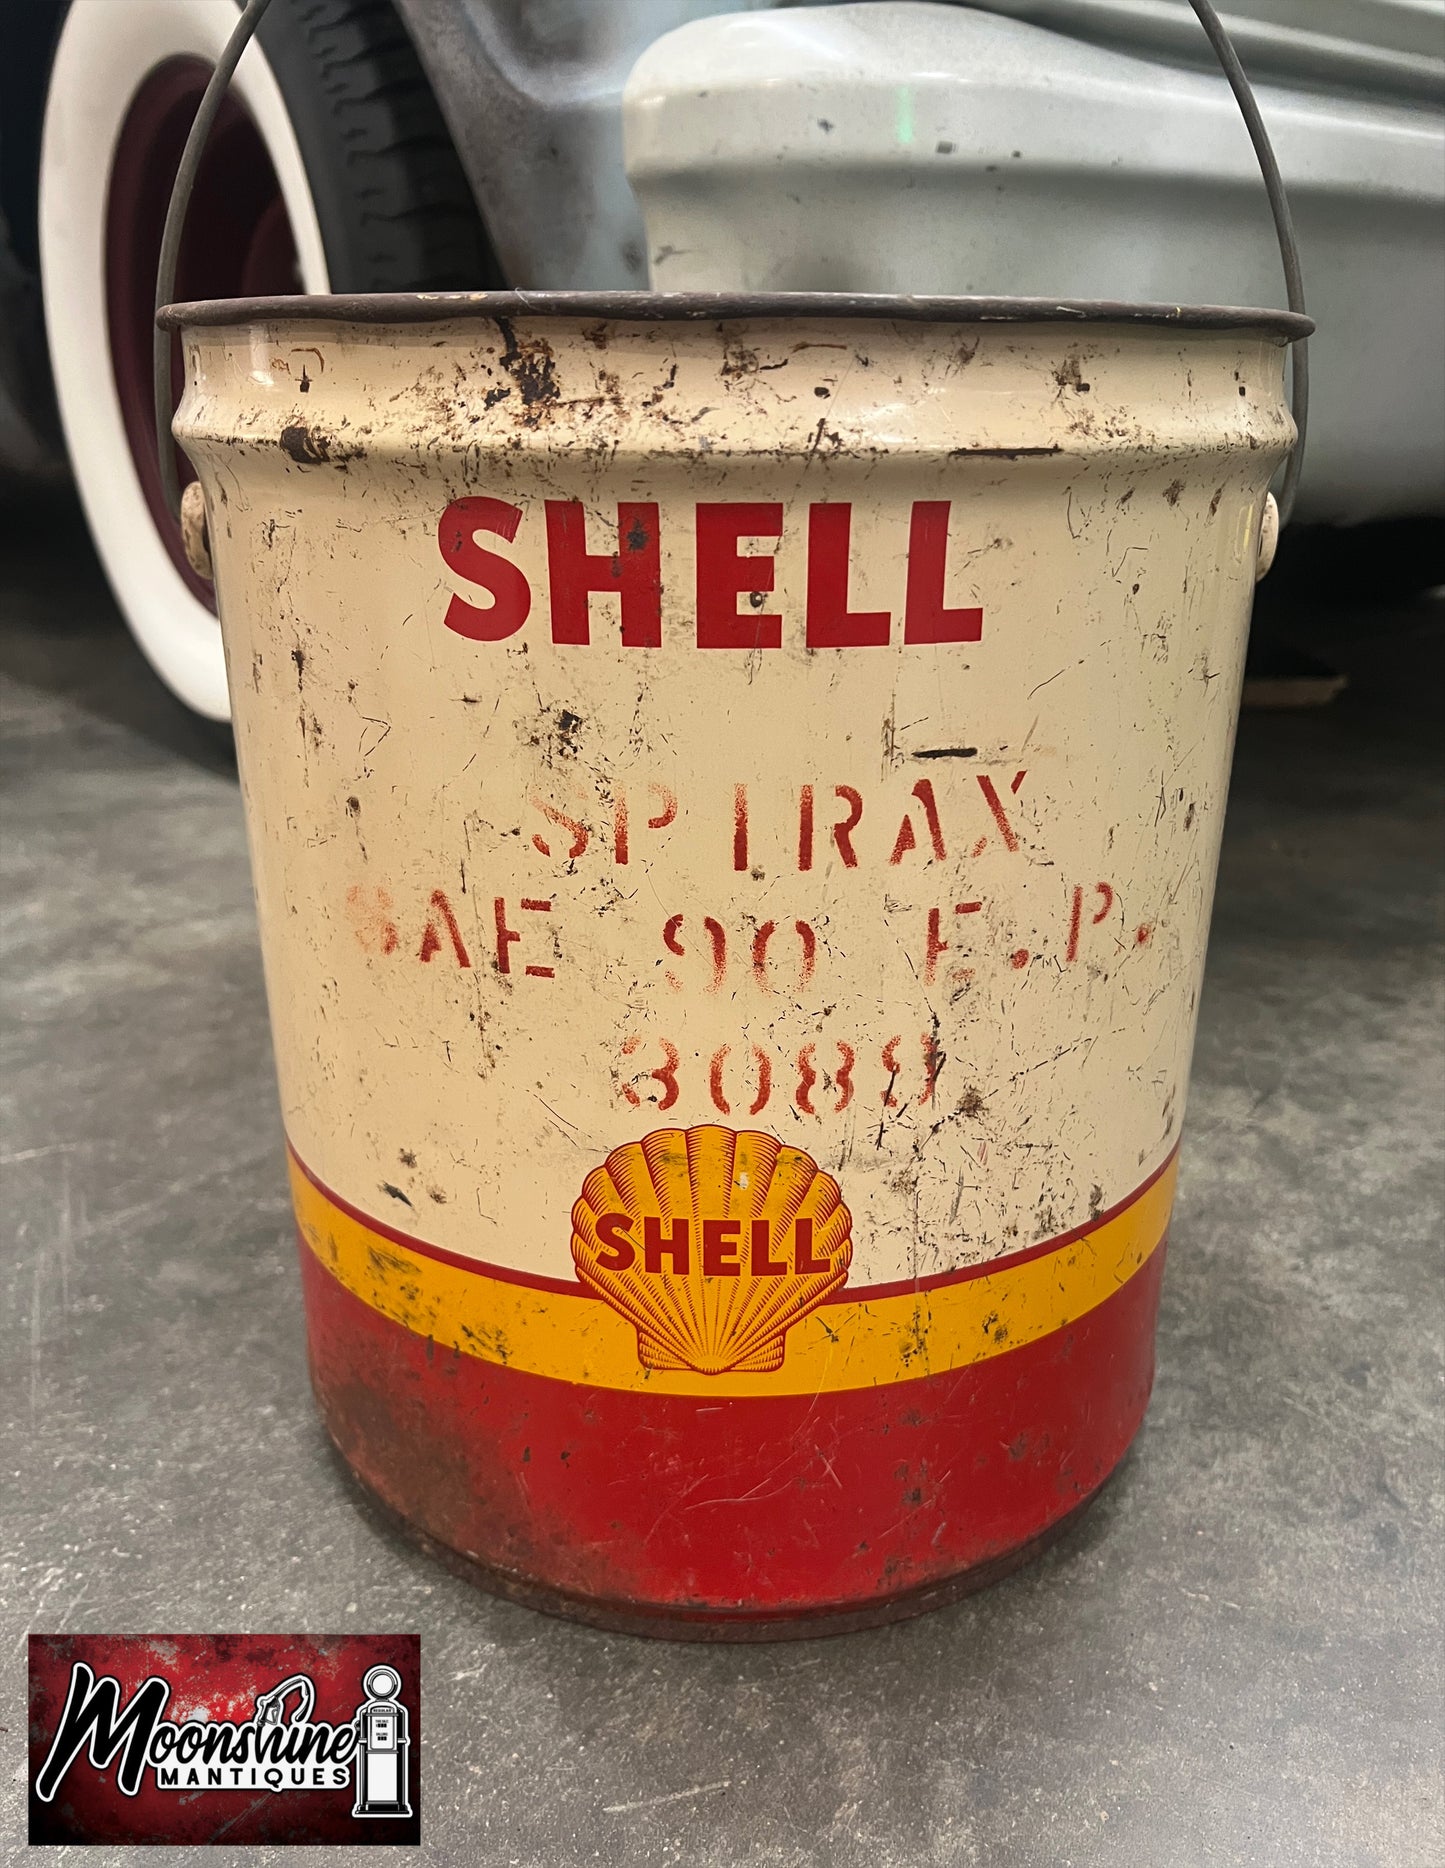 SHELL
SPIRAX
SAE 90 E.P.
3088
SHELL
Moonshine
MANTIQUES